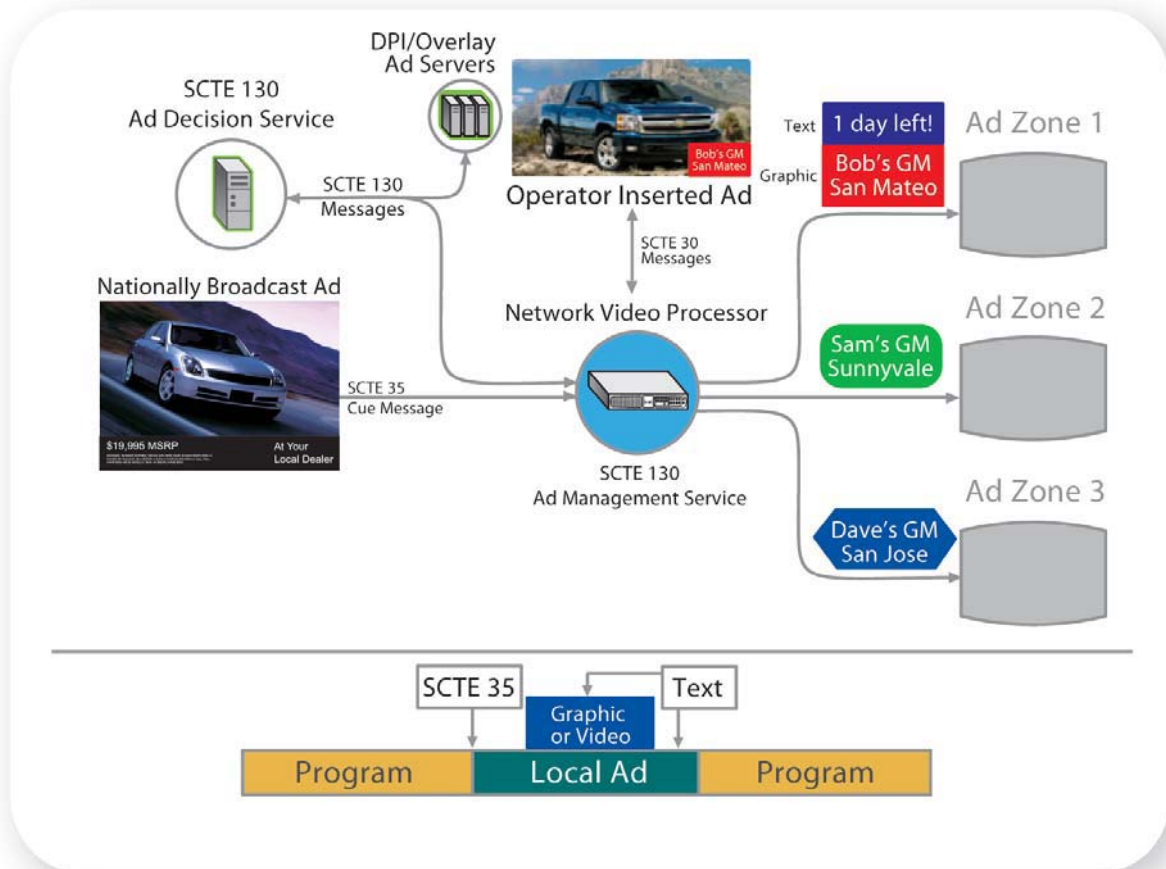 DPI/Overlay
Ad Servers
SCTE 130
Ad Decision Service
SCTE 130
Messages
Bob's GM
San Mateo
Operator Inserted Ad
SCTE 30
Messages
Nationally Broadcast Ad
$19,995 MSRP
At Your
Local Dealer
SCTE 35
Cue Message
Network Video Processor
SCTE 130
Ad Management Service
Text
1 day left!
Graphic
Bob's GM
San Mateo
Ad Zone 1
Sam's GM
Sunnyvale
Ad Zone 2
Dave's GM
San Jose
Ad Zone 3
SCTE 35
Text
Graphic
or Video
Program
Local Ad
Program